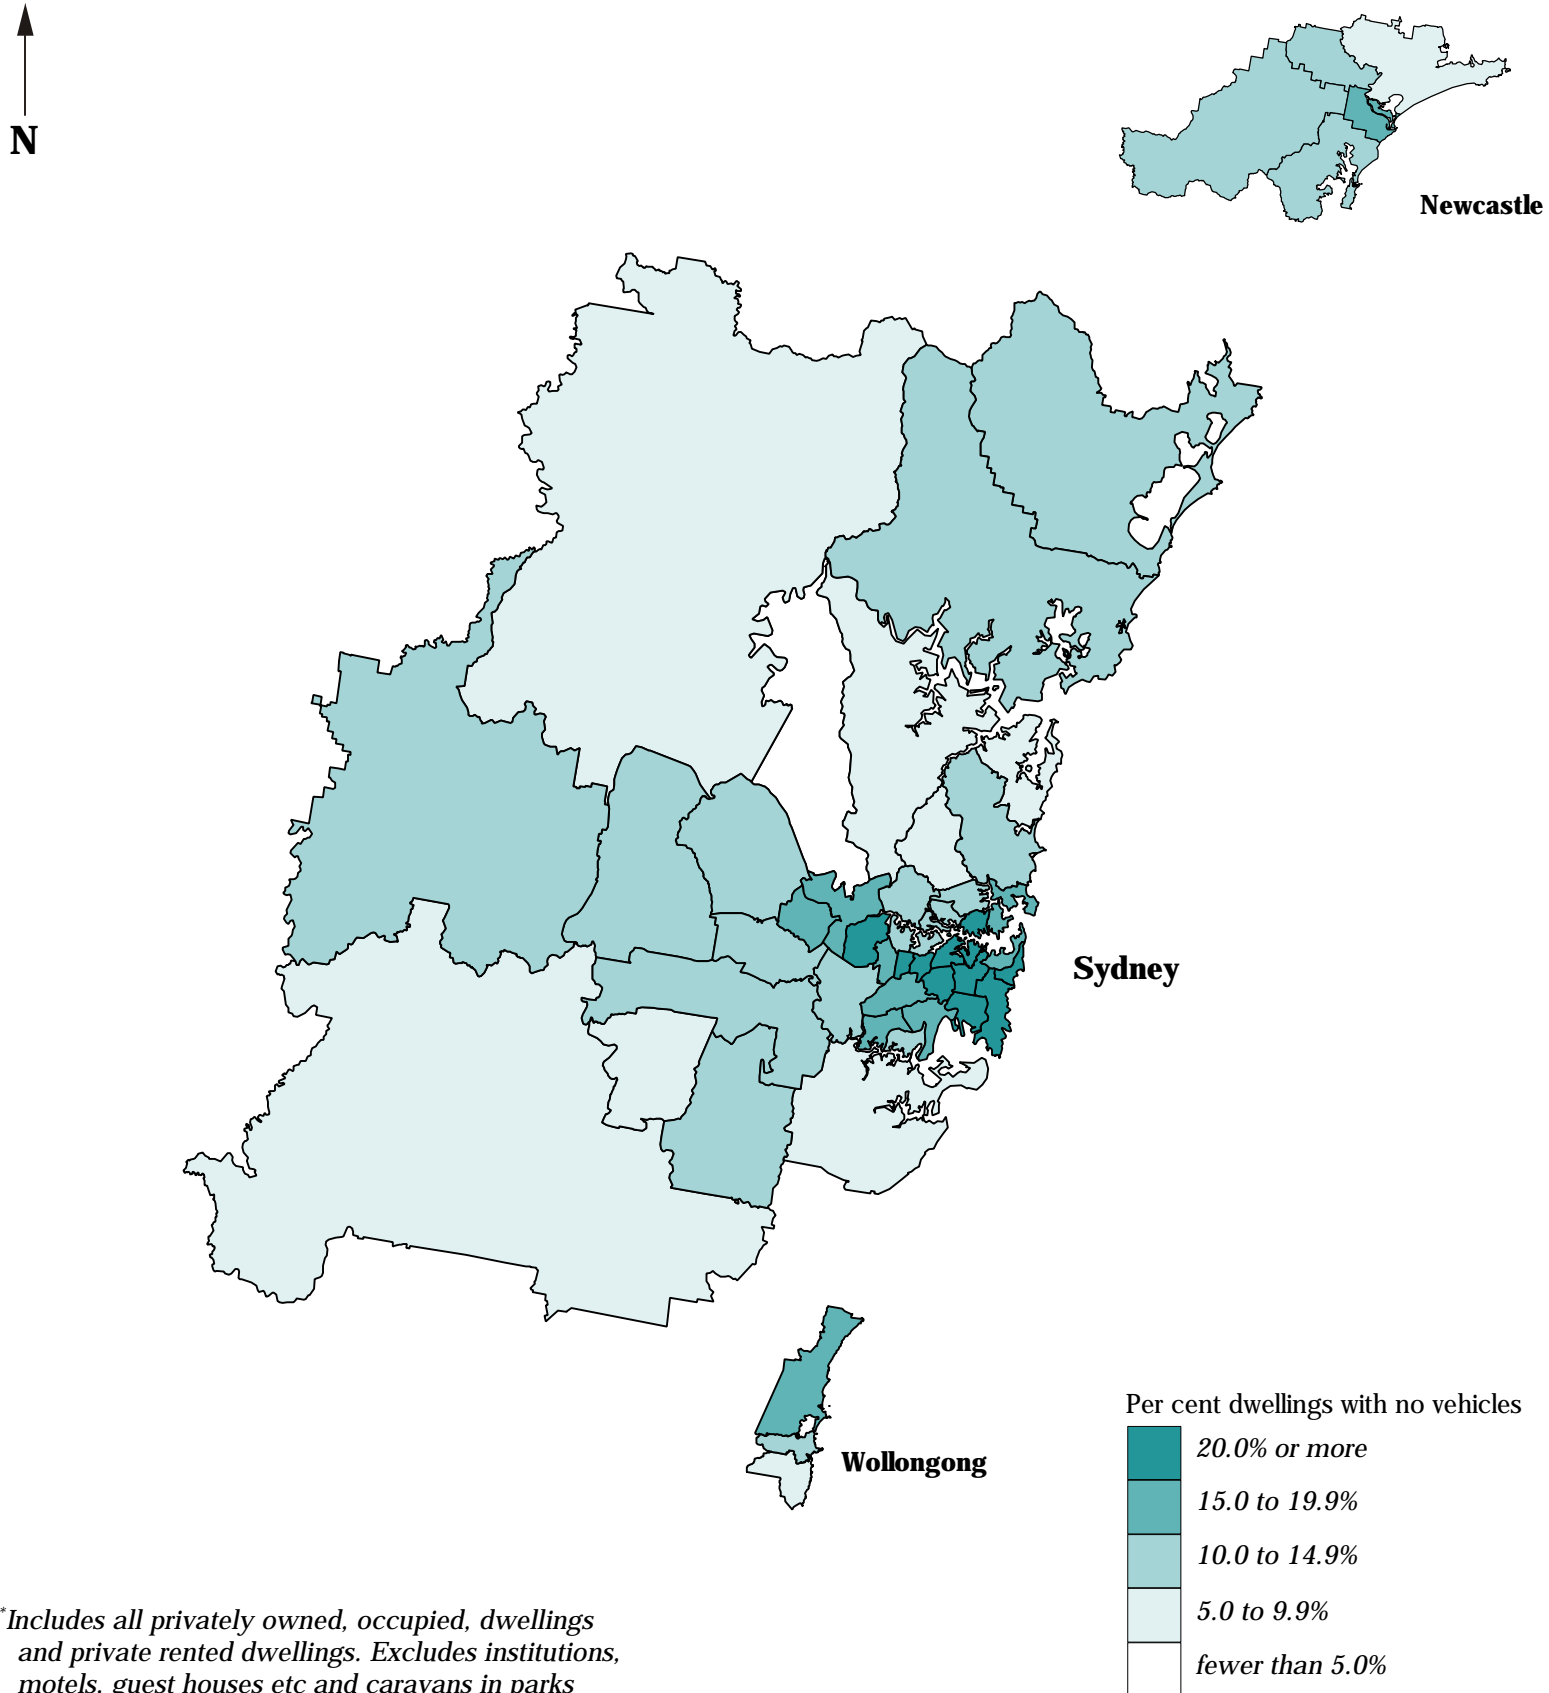 N
Newcastle
Sydney
Wollongong
Per cent dwellings with no vehicles
20.0% or more
15.0 to 19.9%
10.0 to 14.9%
5.0 to 9.9%
fewer than 5.0%
*Includes all privately owned, occupied, dwellings
and private rented dwellings. Excludes institutions,
motels, guest houses etc and caravans in parks